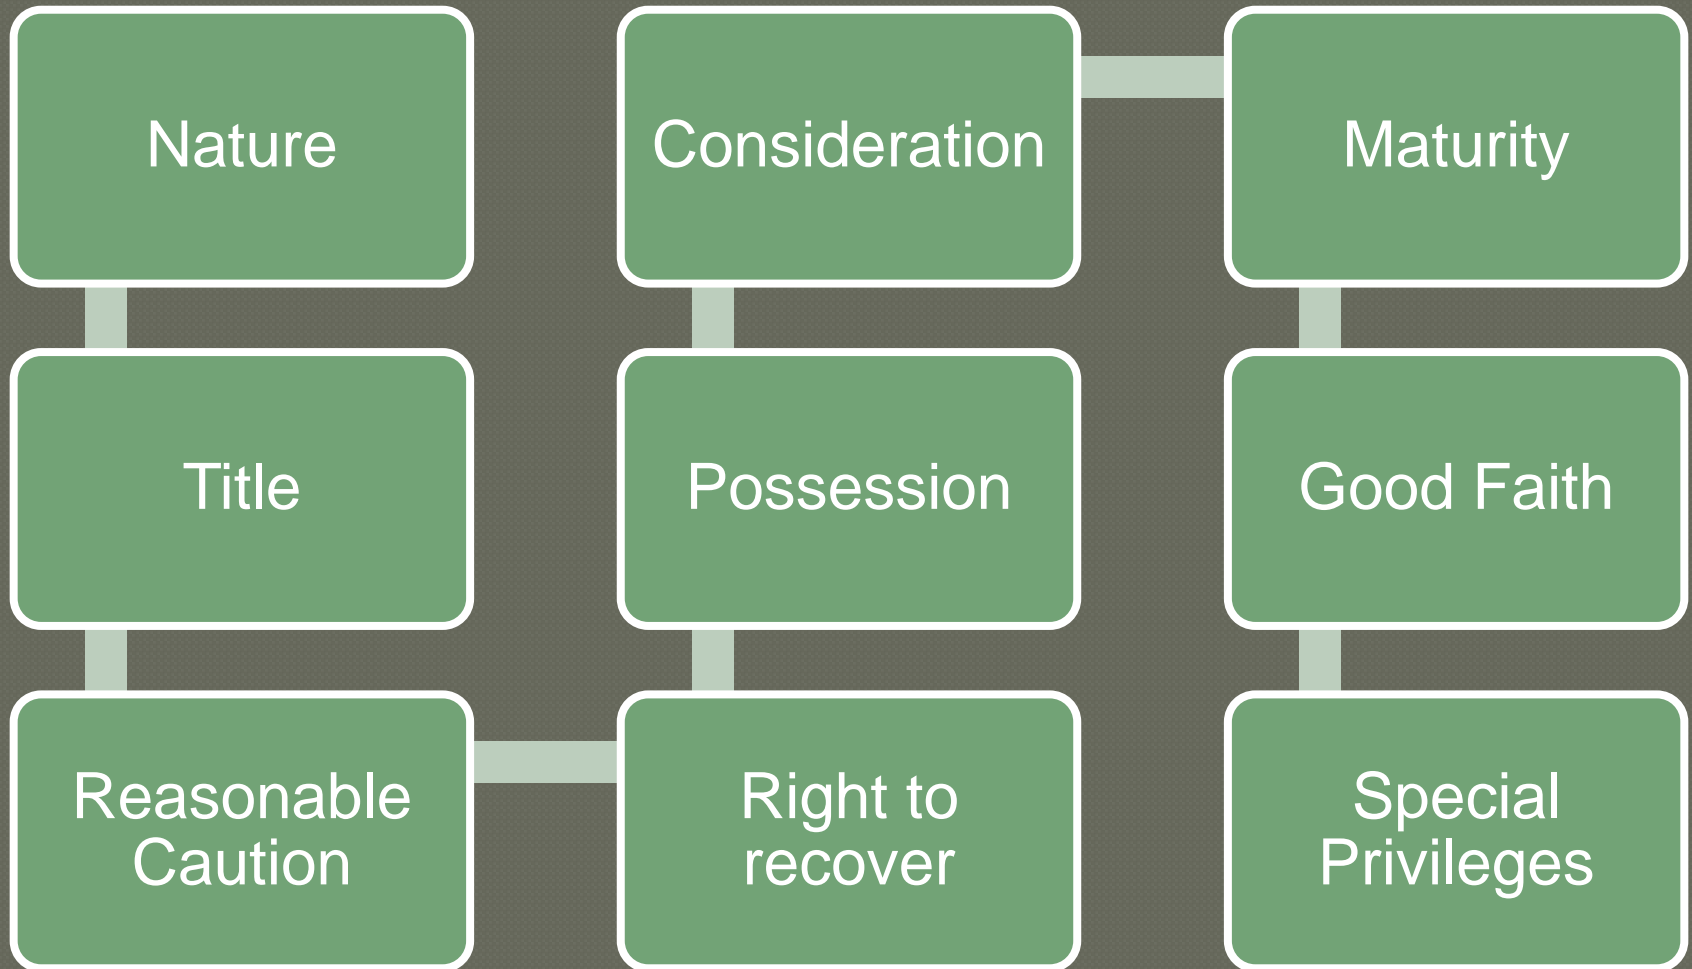 Nature
Title
Reasonable
Caution
Right to
recover
Possession
Consideration
Maturity
Good Faith
Special
Privileges